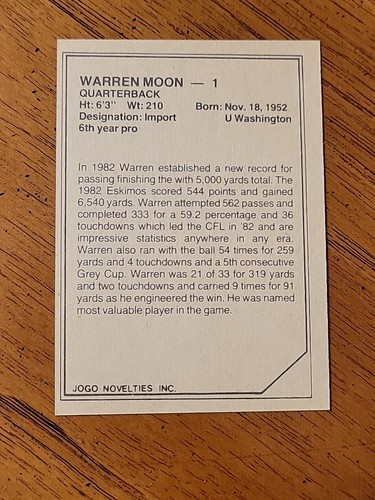 WARREN MOON — 1
QUARTERBACK
Ht: 6'3" Wt: 210 Born: Nov. 18, 1952
Designation: Import U Washington
6th year pro
In 1982 Warren established a new record for
passing finishing the with 5,000 yards total. The
1982 Eskimos scored 544 points and gained
6,540 yards. Warren attempted 562 passes and
completed 333 for a 59.2 percentage and 36
touchdowns which led the CFL in '82 and are
impressive statistics anywhere in any era.
Warren also ran with the ball 54 times for 259
yards and 4 touchdowns and a 5th consecutive
Grey Cup. Warren was 21 of 33 for 319 yards
and two touchdowns and carried 9 times for 91
yards as he engineered the win. He was named
most valuable player in the game.
JOGO NOVELTIES INC.